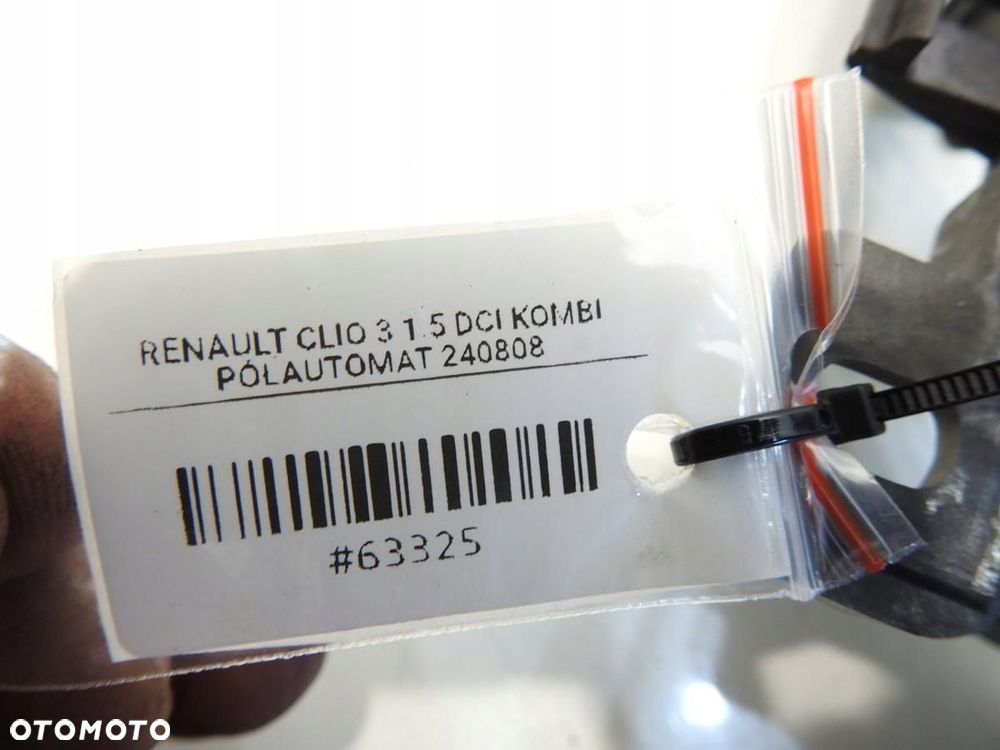 RENAULT CLIO 3 1.5 DCI KOMBI
PÓŁAUTOMAT 240808
#63325
OTOMOTO